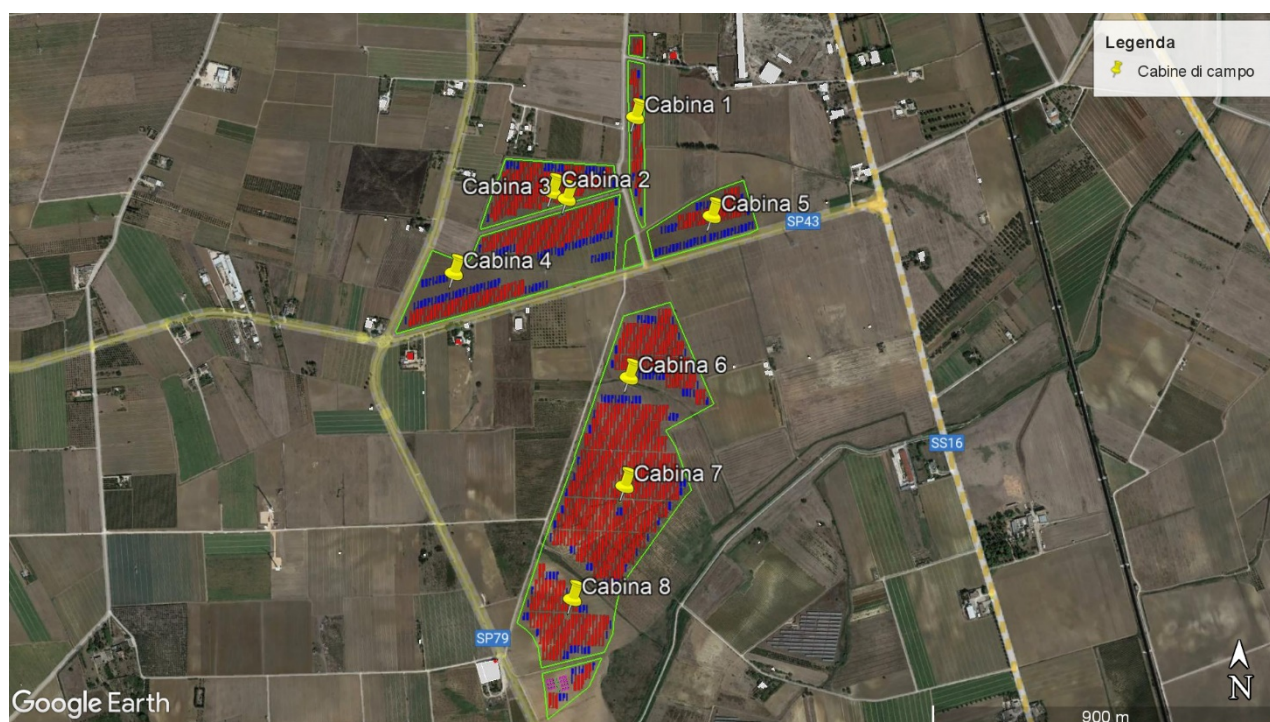 Legenda
Cabine di campo
Cabina 1
Cabina 3
Cabina 2
Cabina 5
SP43
Cabina 4
Cabina 6
SS16
Cabina 7
Cabina 8
SP79
Google Earth
N
900 m